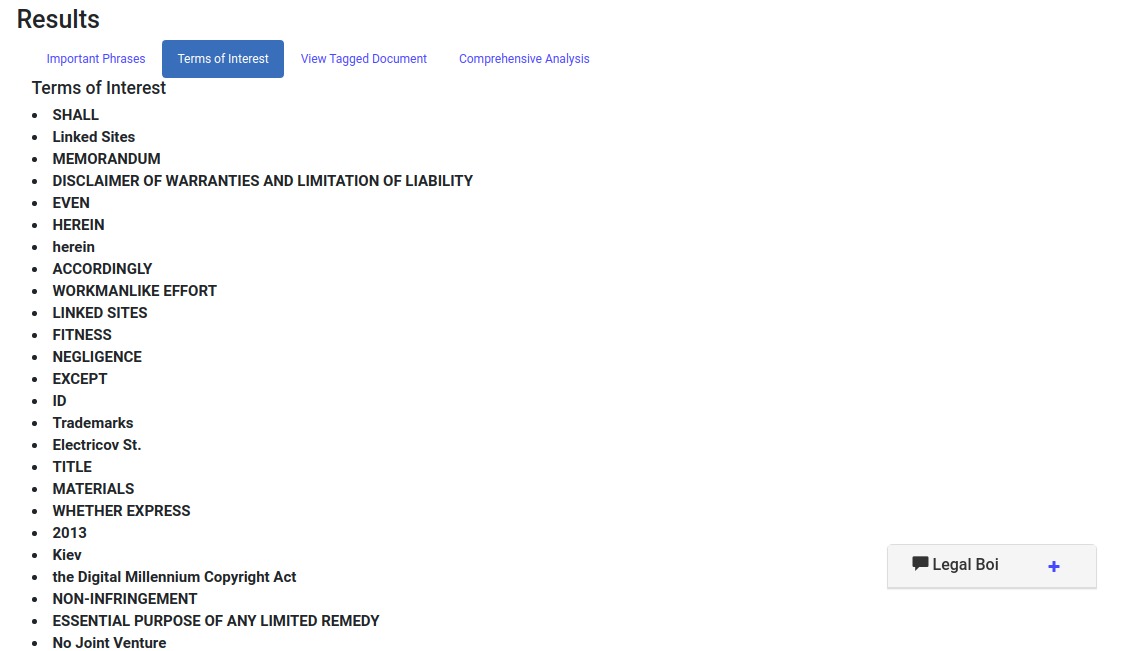 Results
Important Phrases Terms of Interest View Tagged Document Comprehensive Analysis
Terms of Interest
SHALL
Linked Sites
MEMORANDUM
DISCLAIMER OF WARRANTIES AND LIMITATION OF LIABILITY
EVEN
HEREIN
herein
ACCORDINGLY
WORKMANLIKE EFFORT
LINKED SITES
FITNESS
NEGLIGENCE
EXCEPT
ID
Trademarks
Electricov St.
TITLE
MATERIALS
WHETHER EXPRESS
2013
Kiev
the Digital Millennium Copyright Act
NON-INFRINGEMENT
ESSENTIAL PURPOSE OF ANY LIMITED REMEDY
No Joint Venture
Legal Boi +